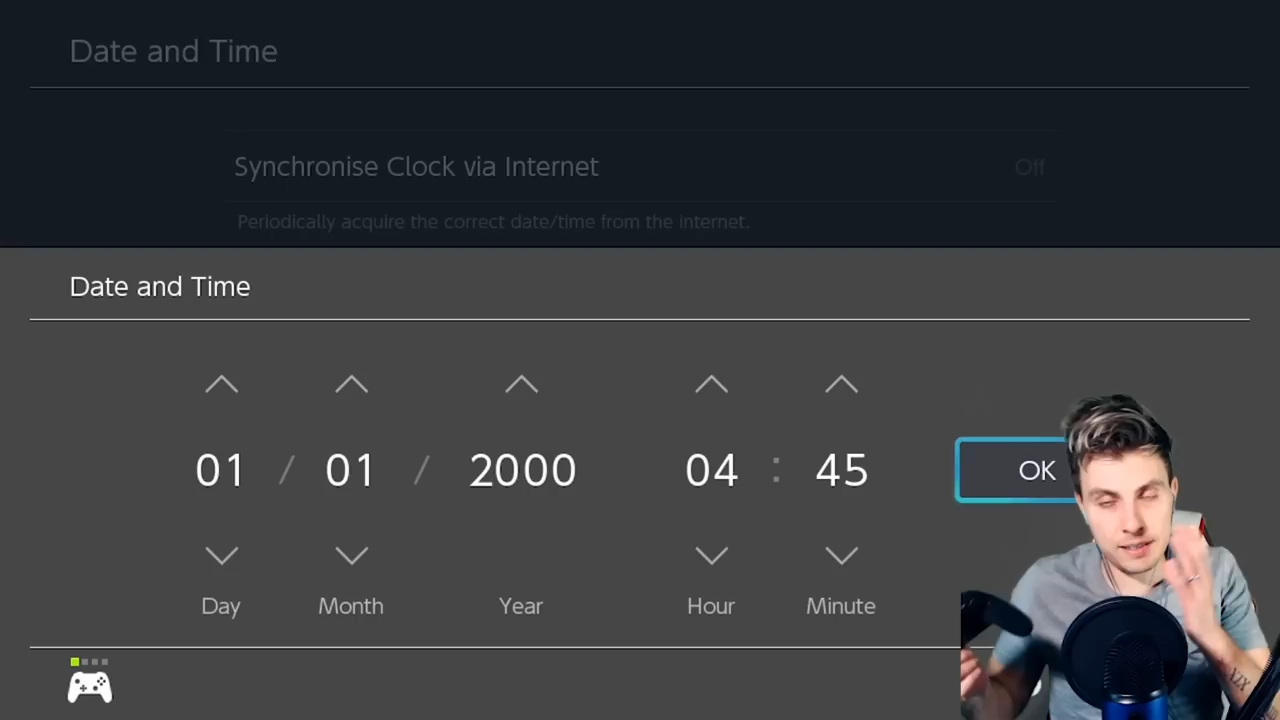 Date and Time
Synchronise Clock via Internet Off
Periodically acquire the correct date/time from the internet.
Date and Time
01 / 01 / 2000 04 : 45 OK
Day Month Year Hour Minute